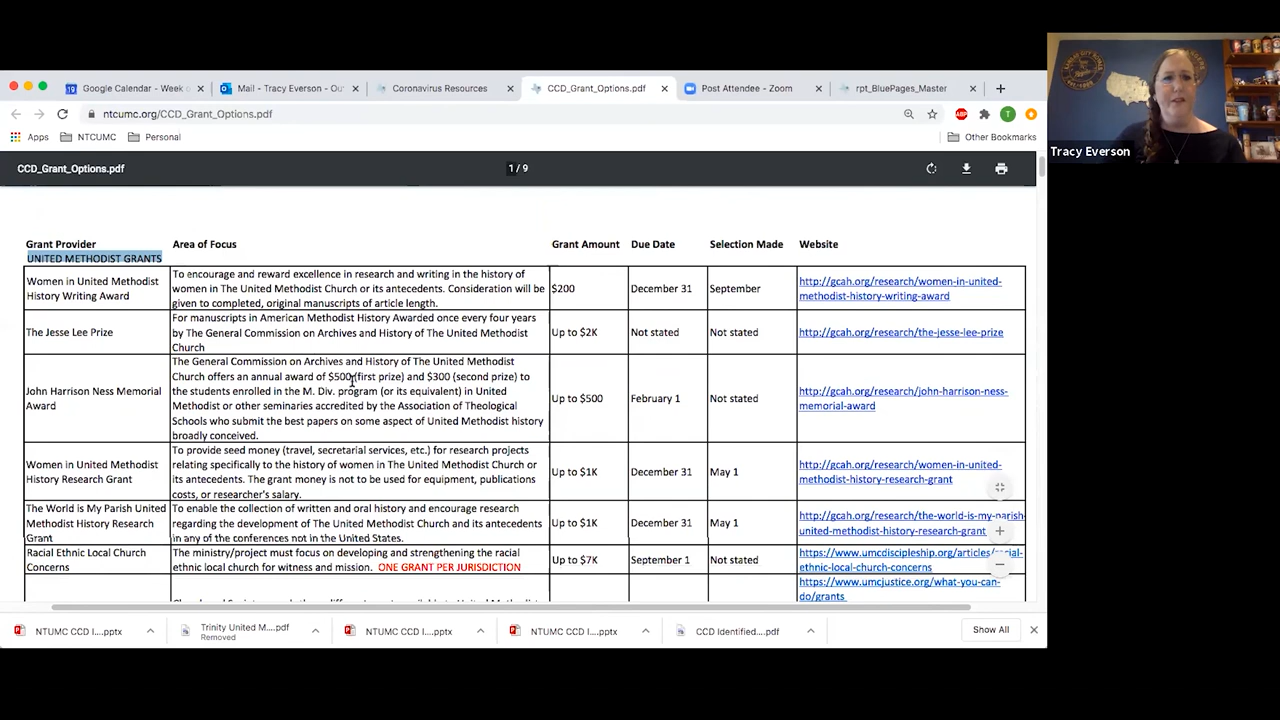 Google Calendar - Week o
Mail - Tracy Everson - Ou
Coronavirus Resources
CCD_Grant_Options.pdf
Post Attendee - Zoom
rpt_BluePages_Master
ntcumc.org/CCD_Grant_Options.pdf
ABP
T
Apps
NTCUMC
Personal
Other Bookmarks
CCD_Grant_Options.pdf
1 / 9
Tracy Everson
Grant Provider Area of Focus Grant Amount Due Date Selection Made Website
UNITED METHODIST GRANTS
Women in United Methodist
History Writing Award
To encourage and reward excellence in research and writing in the history of
women in The United Methodist Church or its antecedents. Consideration will be
given to completed, original manuscripts of article length.
$200
December 31
September
http://gcah.org/research/women-in-united-
methodist-history-writing-award
The Jesse Lee Prize
For manuscripts in American Methodist History Awarded once every four years
by The General Commission on Archives and History of The United Methodist
Church
Up to $2K
Not stated
Not stated
http://gcah.org/research/the-jesse-lee-prize
John Harrison Ness Memorial
Award
The General Commission on Archives and History of The United Methodist
Church offers an annual award of $500 (first prize) and $300 (second prize) to
the students enrolled in the M. Div. program (or its equivalent) in United
Methodist or other seminaries accredited by the Association of Theological
Schools who submit the best papers on some aspect of United Methodist history
broadly conceived.
Up to $500
February 1
Not stated
http://gcah.org/research/john-harrison-ness-
memorial-award
Women in United Methodist
History Research Grant
To provide seed money (travel, secretarial services, etc.) for research projects
relating specifically to the history of women in The United Methodist Church or
its antecedents. The grant money is not to be used for equipment, publications
costs, or researcher's salary.
Up to $1K
December 31
May 1
http://gcah.org/research/women-in-united-
methodist-history-research-grant
The World is My Parish United
Methodist History Research
Grant
To enable the collection of written and oral history and encourage research
regarding the development of The United Methodist Church and its antecedents
in any of the conferences not in the United States.
Up to $1K
December 31
May 1
http://gcah.org/research/the-world-is-my-parish-
united-methodist-history-research-grant
Racial Ethnic Local Church
Concerns
The ministry/project must focus on developing and strengthening the racial
ethnic local church for witness and mission. ONE GRANT PER JURISDICTION
Up to $7K
September 1
Not stated
https://www.umcdiscipleship.org/articles/racial-
ethnic-local-church-concerns
https://www.umcjustice.org/what-you-can-
do/grants
NTUMC CCD I....pptx
Trinity United M....pdf
Removed
NTUMC CCD I....pptx
NTUMC CCD I....pptx
CCD Identified....pdf
Show All